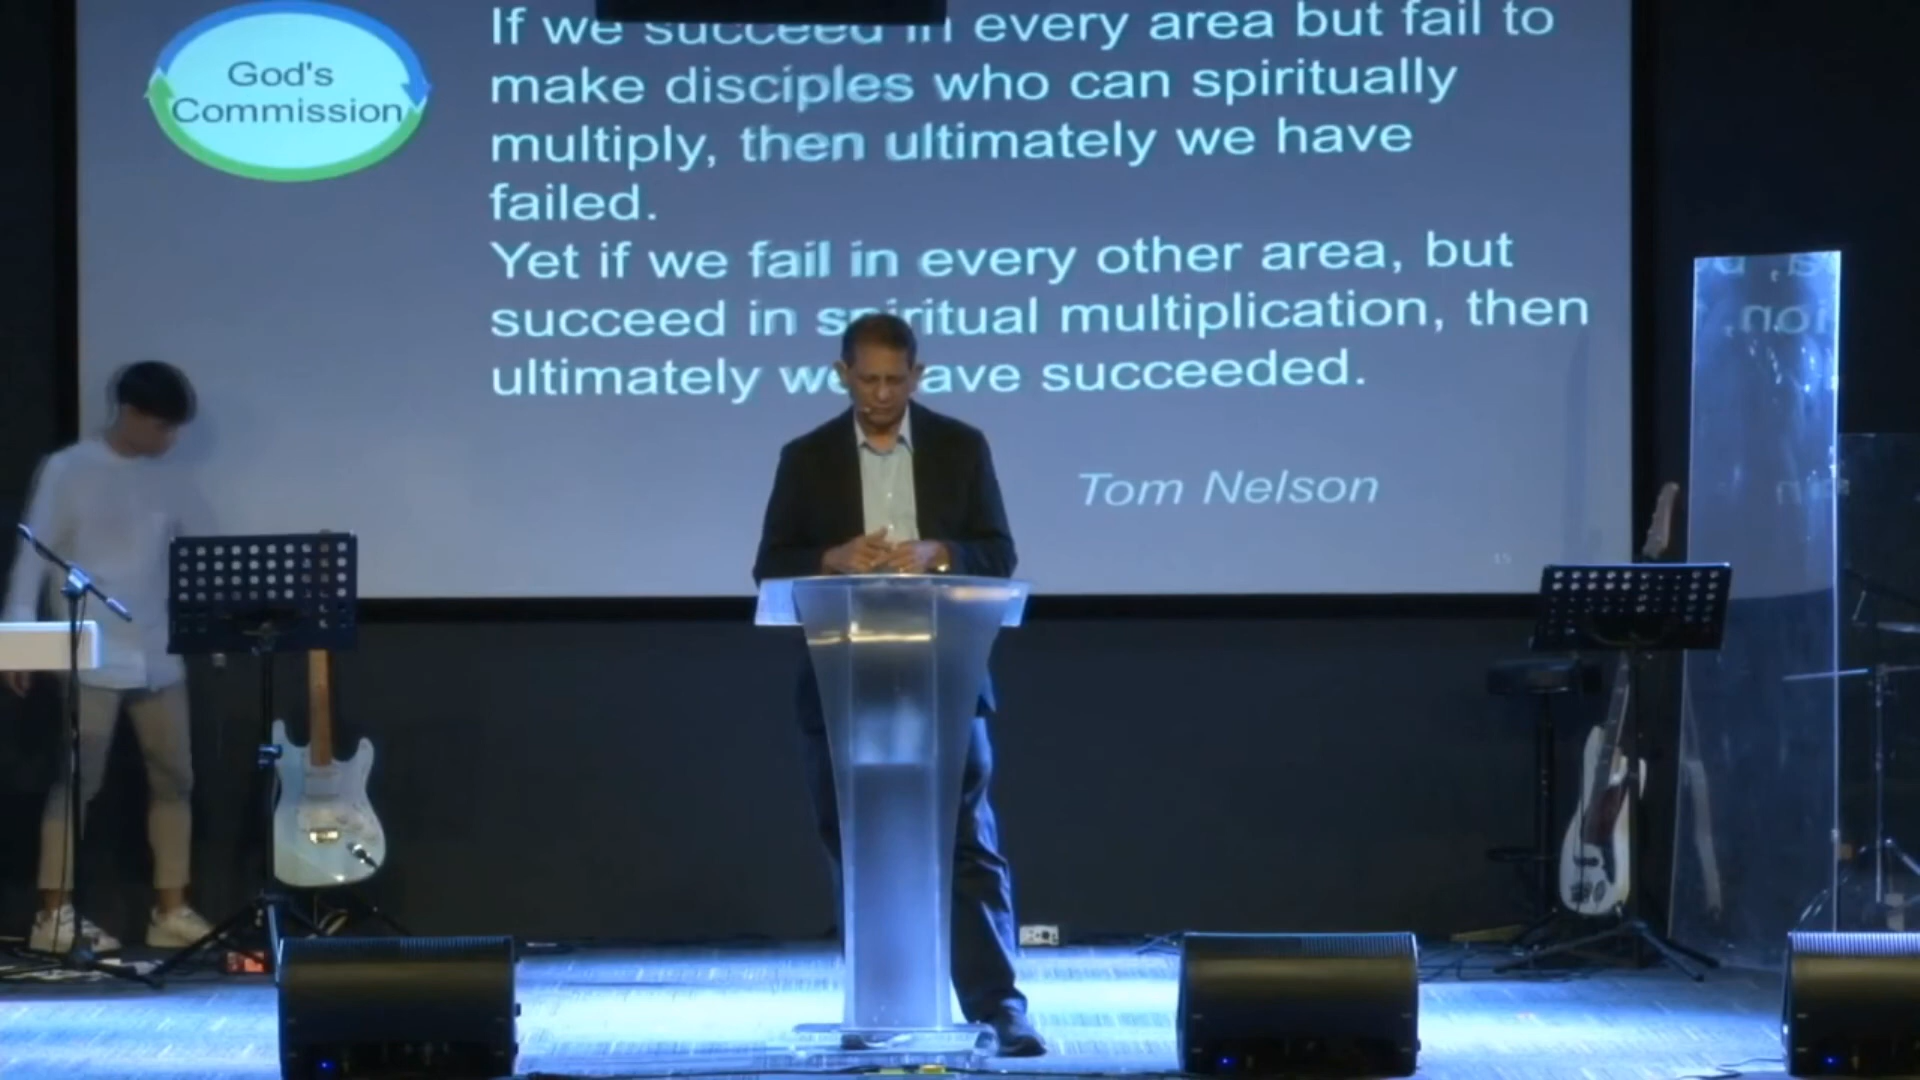 God's
Commission
If we succeed in every area but fail to
make disciples who can spiritually
multiply, then ultimately we have
failed.
Yet if we fail in every other area, but
succeed in spiritual multiplication, then
ultimately we have succeeded.
Tom Nelson
15